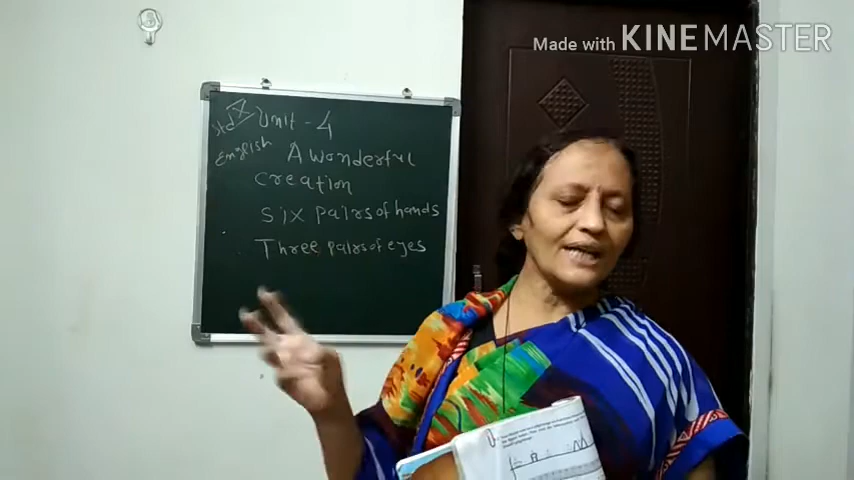 Made with KINEMASTER
Std X Unit - 4
English
A wonderful
creation
six pairs of hands
Three pairs of eyes